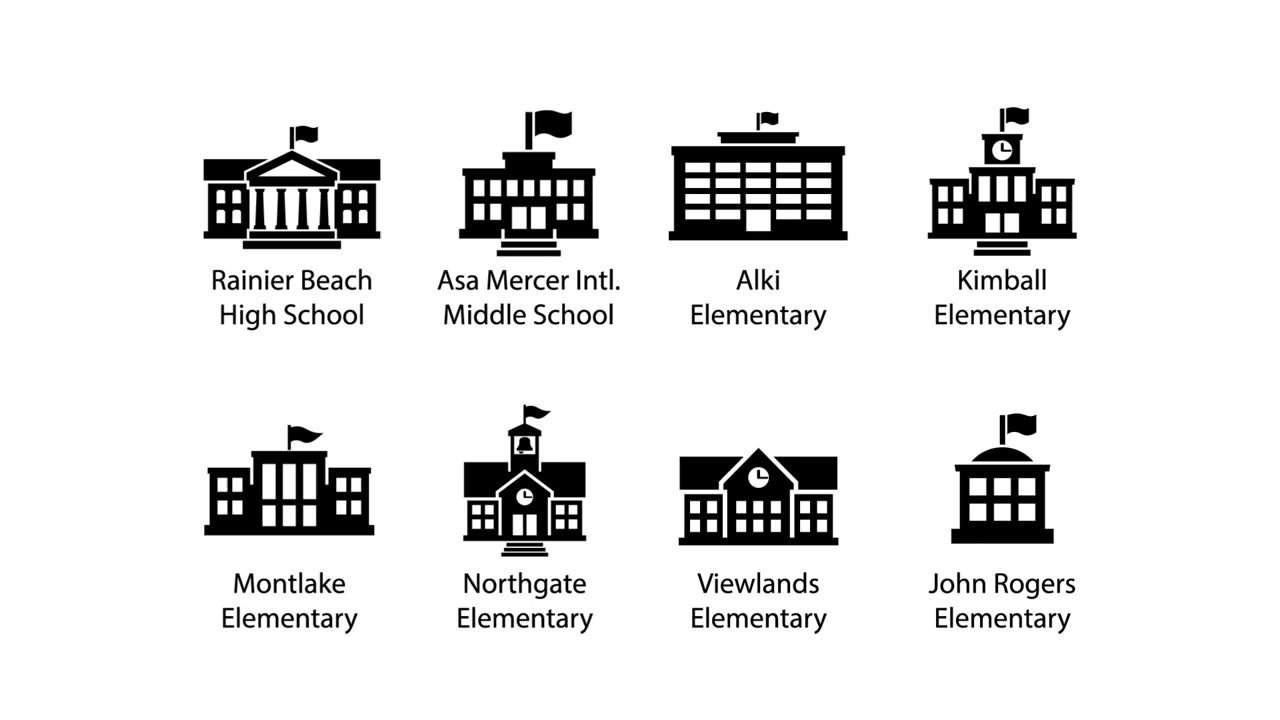 Rainier Beach
High School
Asa Mercer Intl.
Middle School
Alki
Elementary
Kimball
Elementary
Montlake
Elementary
Northgate
Elementary
Viewlands
Elementary
John Rogers
Elementary